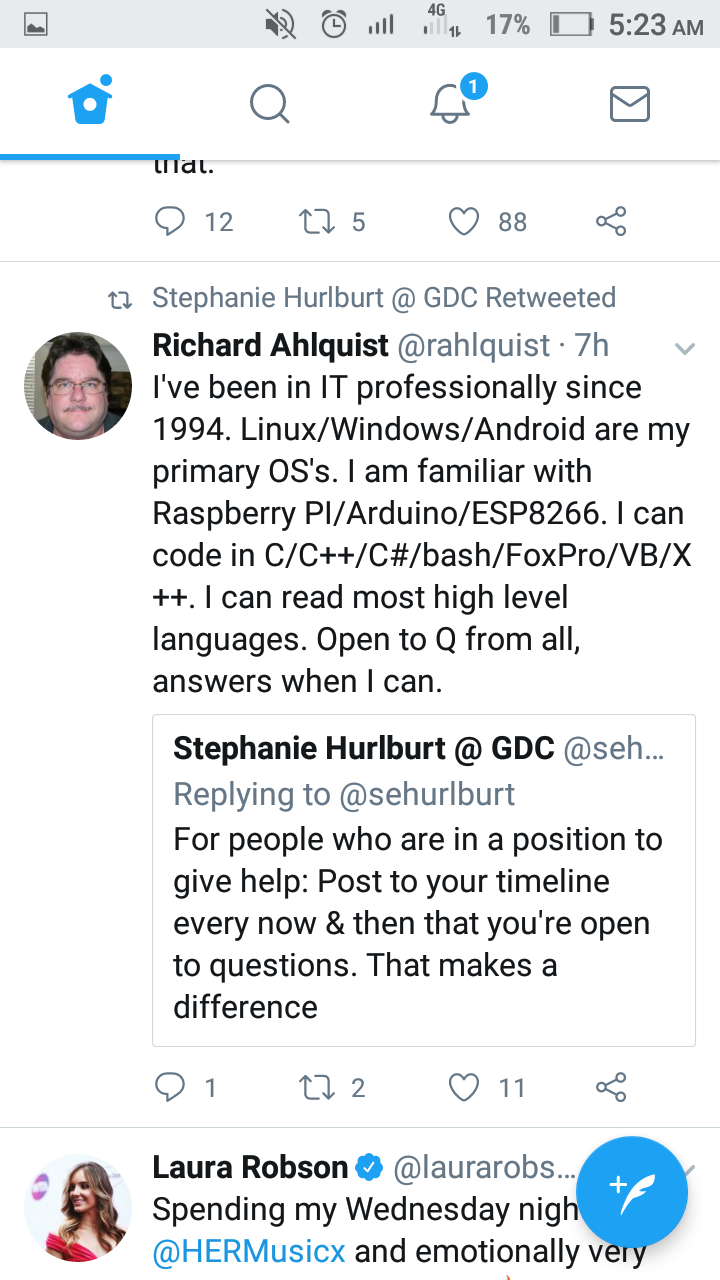 4G
17%
5:23 AM
1
that.
12 5 88
Stephanie Hurlburt @ GDC Retweeted
Richard Ahlquist @rahlquist · 7h
I've been in IT professionally since
1994. Linux/Windows/Android are my
primary OS's. I am familiar with
Raspberry PI/Arduino/ESP8266. I can
code in C/C++/C#/bash/FoxPro/VB/X
++. I can read most high level
languages. Open to Q from all,
answers when I can.
Stephanie Hurlburt @ GDC @seh...
Replying to @sehurlburt
For people who are in a position to
give help: Post to your timeline
every now & then that you're open
to questions. That makes a
difference
1 2 11
Laura Robson @laurarobs...
Spending my Wednesday nigh
@HERMusicx and emotionally very